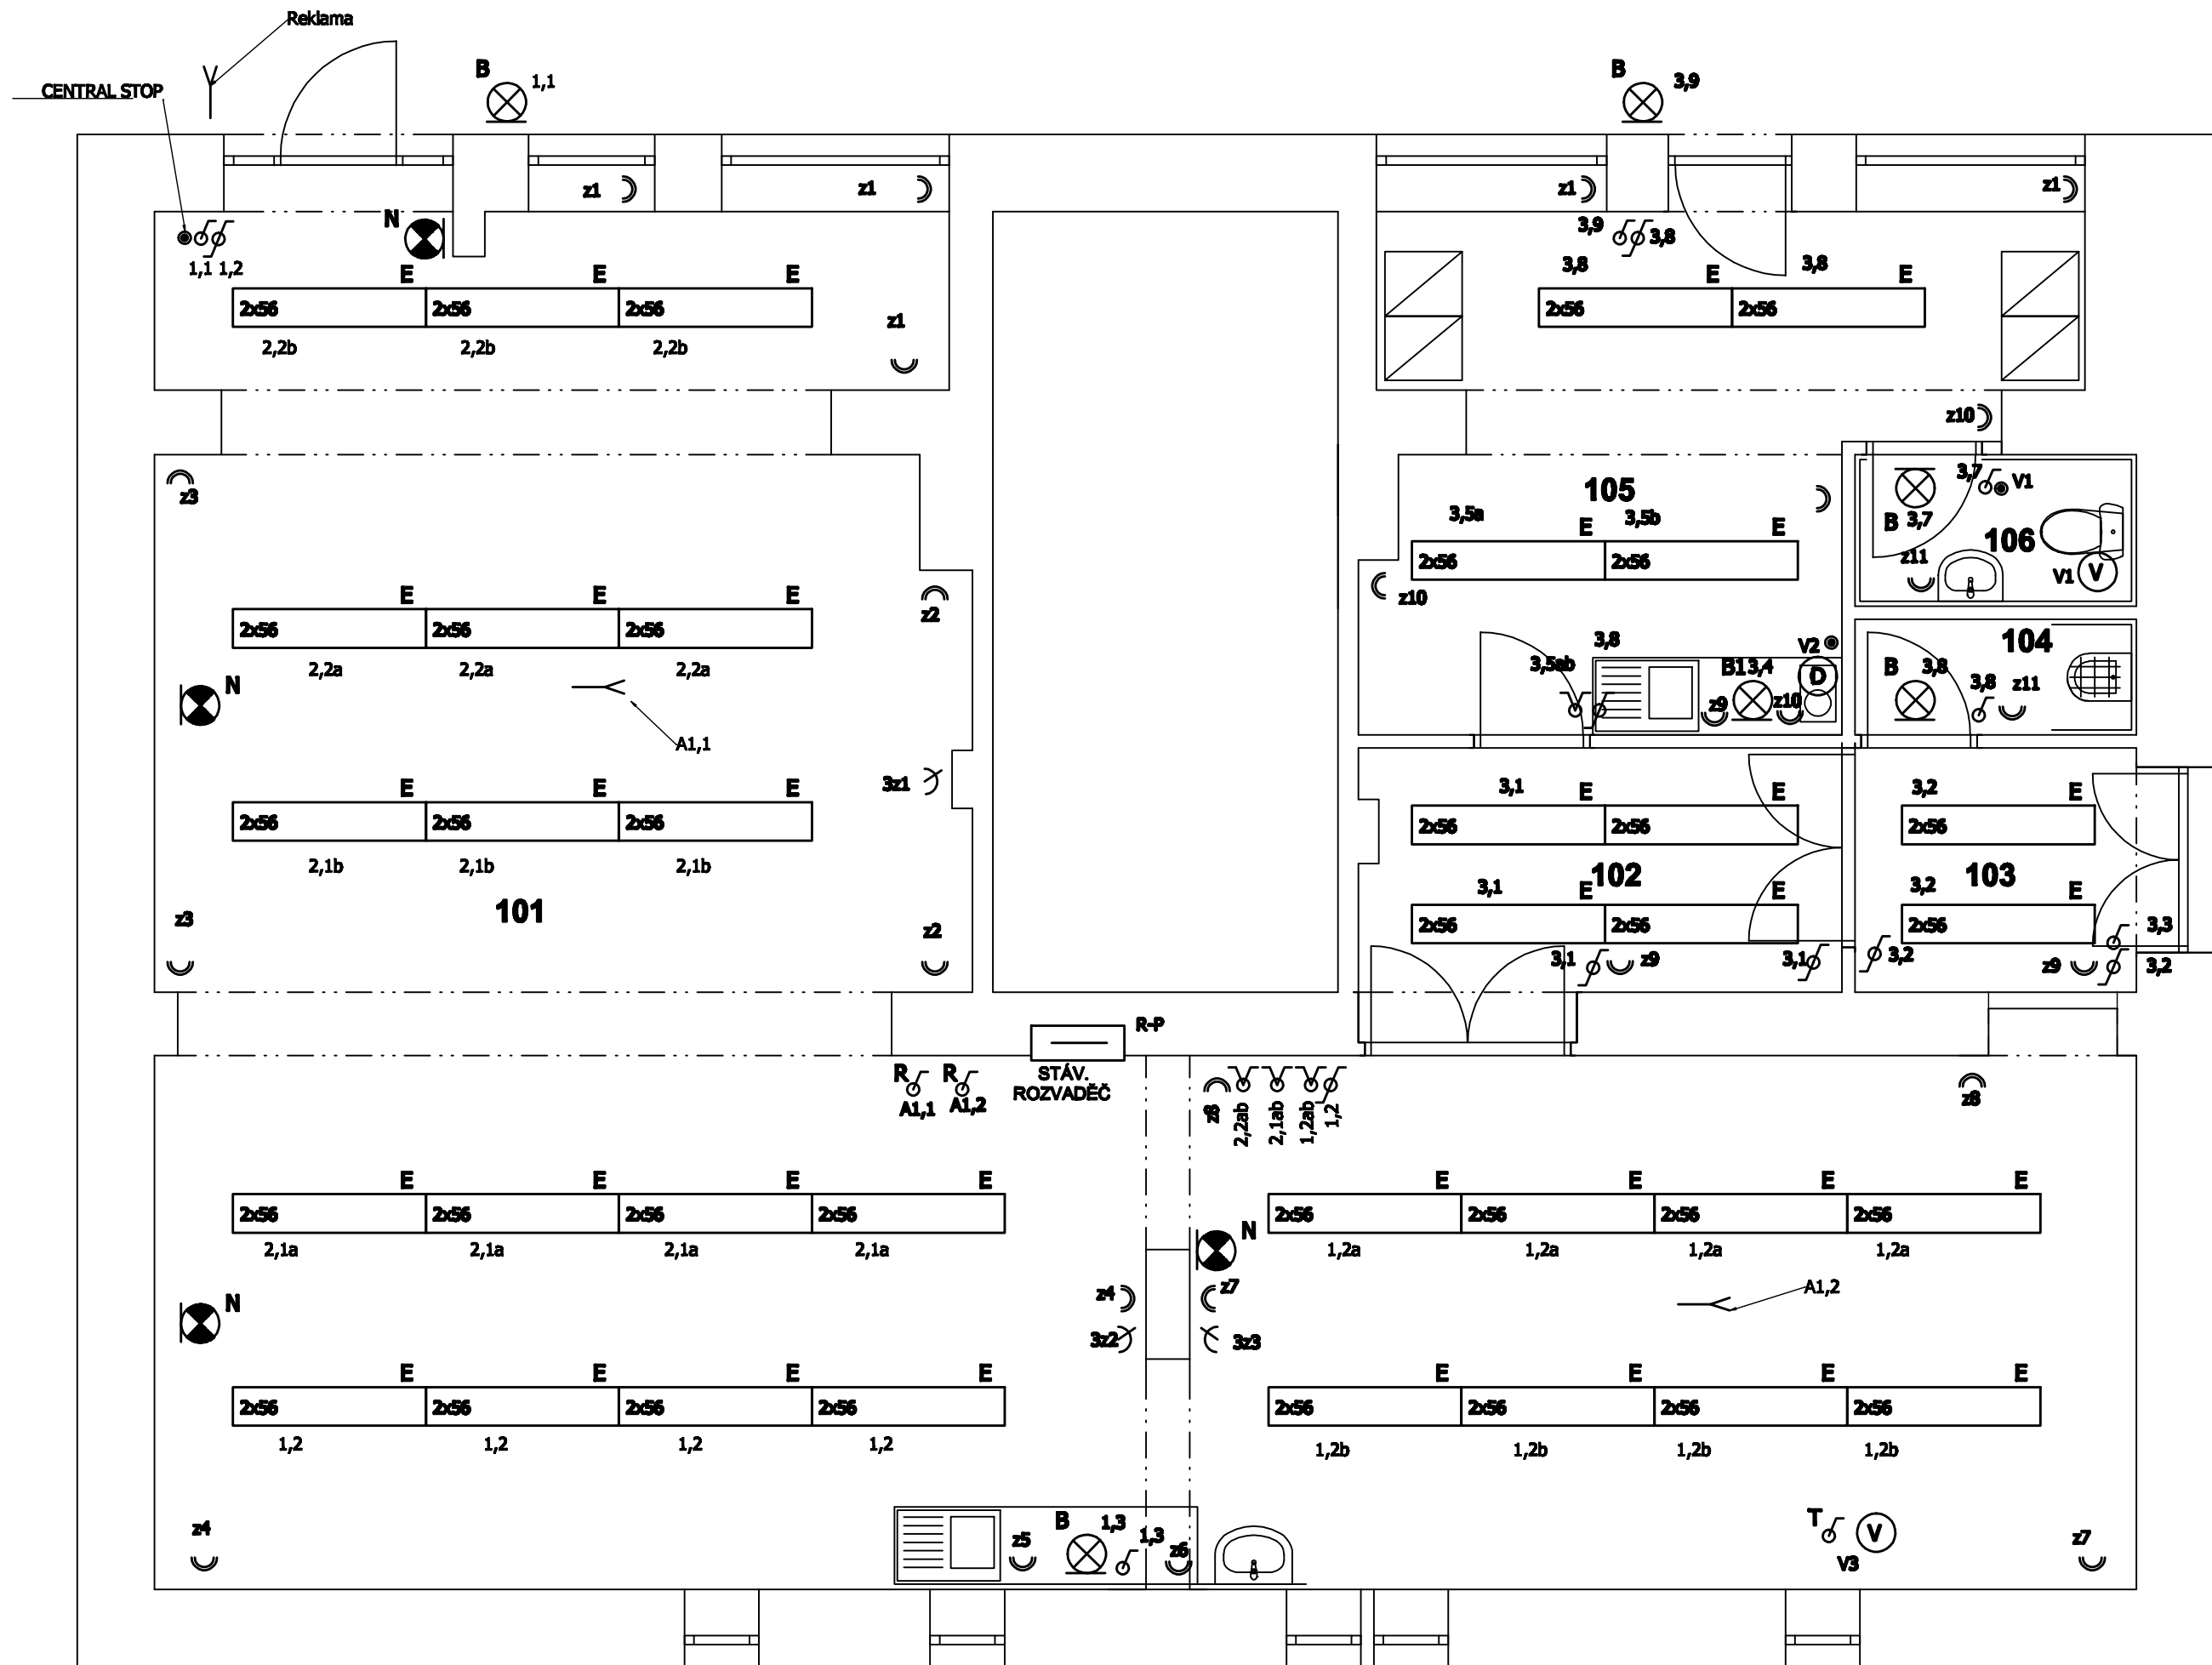 Reklama
CENTRAL STOP
B
1,1
B
3,9
z1
z1
z1
z1
N
1,1 1,2
3,9
3,8
3,8
3,8
E
E
E
E
E
2x56
2x56
2x56
2x56
2x56
z1
2,2b
2,2b
2,2b
z10
z3
105
3,5a
3,5b
E
E
2x56
2x56
z10
3,7
V1
B
3,7
106
z11
V1
V
E
E
E
2x56
2x56
2x56
z2
2,2a
2,2a
2,2a
N
A1,1
3,8
3,5ab
V2
B1
3,4
D
z9
z10
104
B
3,8
3,8
z11
3z1
E
E
E
2x56
2x56
2x56
2,1b
2,1b
2,1b
101
z3
z2
3,1
E
E
2x56
2x56
3,2
E
2x56
102
103
3,1
E
E
2x56
2x56
3,2
E
2x56
3,1
z9
3,1
3,2
3,3
z9
3,2
R-P
STÁV.
ROZVADĚČ
R
R
A1,1
A1,2
z8
2,2ab
2,1ab
1,2ab
1,2
z8
E
E
E
E
2x56
2x56
2x56
2x56
2,1a
2,1a
2,1a
2,1a
E
E
E
E
2x56
2x56
2x56
2x56
1,2a
1,2a
1,2a
1,2a
N
N
z4
z7
3z2
3z3
A1,2
E
E
E
E
2x56
2x56
2x56
2x56
1,2
1,2
1,2
1,2
E
E
E
E
2x56
2x56
2x56
2x56
1,2b
1,2b
1,2b
1,2b
z4
z5
B
1,3
1,3
z6
T
V
V3
z7